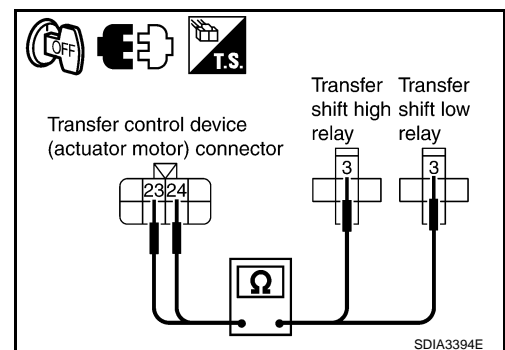 OFF
T.S.
Transfer control device
(actuator motor) connector
Transfer
shift high
relay
Transfer
shift low
relay
23 24
3
3
Ω
SDIA3394E